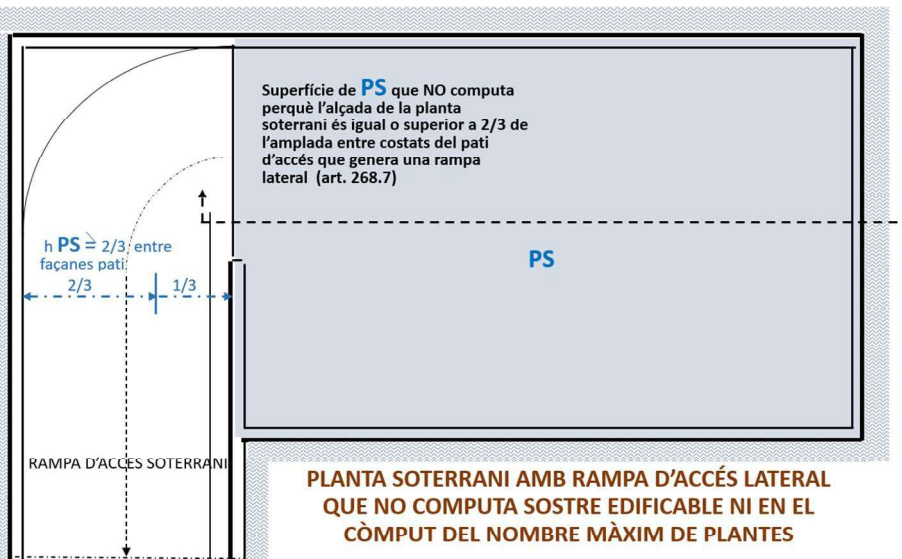 Superfície de PS que NO computa
perquè l'alçada de la planta
soterrani és igual o superior a 2/3 de
l'amplada entre costats del pati
d'accés que genera una rampa
lateral (art. 268.7)
h PS = 2/3 entre
façanes pati
2/3
1/3
PS
RAMPA D'ACCÉS SOTERRANI
PLANTA SOTERRANI AMB RAMPA D'ACCÉS LATERAL
QUE NO COMPUTA SOSTRE EDIFICABLE NI EN EL
CÒMPUT DEL NOMBRE MÀXIM DE PLANTES